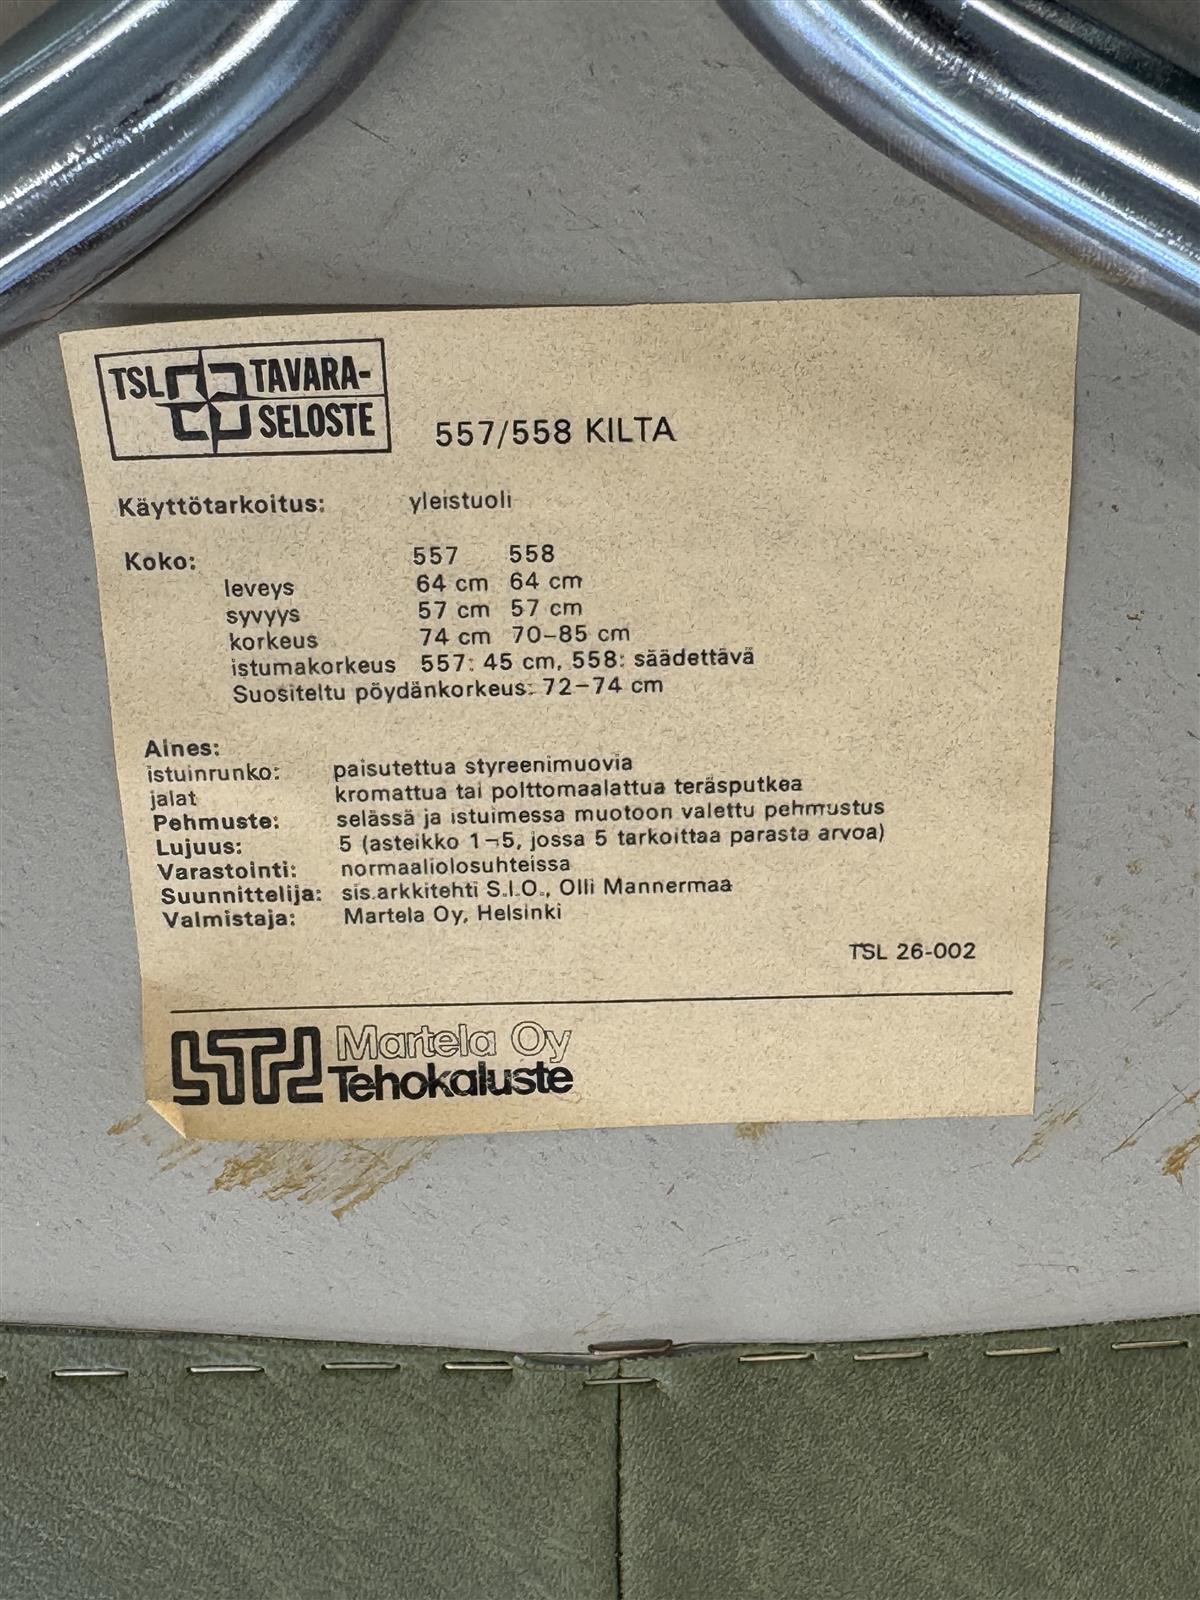 TSL TAVARA-
SELOSTE
557/558 KILTA
Käyttötarkoitus: yleistuoli
Koko: 557 558
leveys 64 cm 64 cm
syvyys 57 cm 57 cm
korkeus 74 cm 70–85 cm
istumakorkeus 557: 45 cm, 558: säädettävä
Suositeltu pöydänkorkeus: 72–74 cm
Aines:
istuinrunko: paisutettua styreenimuovia
jalat kromattua tai polttomaalattua teräsputkea
Pehmuste: selässä ja istuimessa muotoon valettu pehmustus
Lujuus: 5 (asteikko 1–5, jossa 5 tarkoittaa parasta arvoa)
Varastointi: normaaliolosuhteissa
Suunnittelija: sis.arkkitehti S.I.O., Olli Mannermaa
Valmistaja: Martela Oy, Helsinki
TSL 26-002
Martela Oy
Tehokaluste